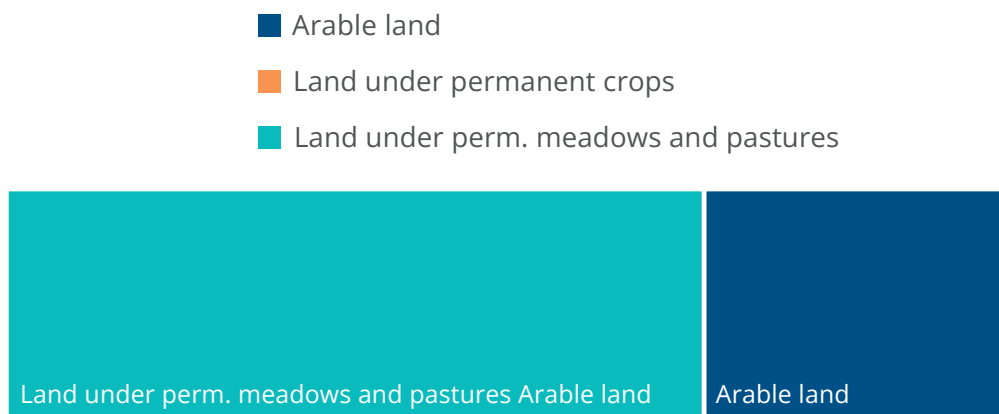 Arable land
Land under permanent crops
Land under perm. meadows and pastures
Land under perm. meadows and pastures Arable land
Arable land